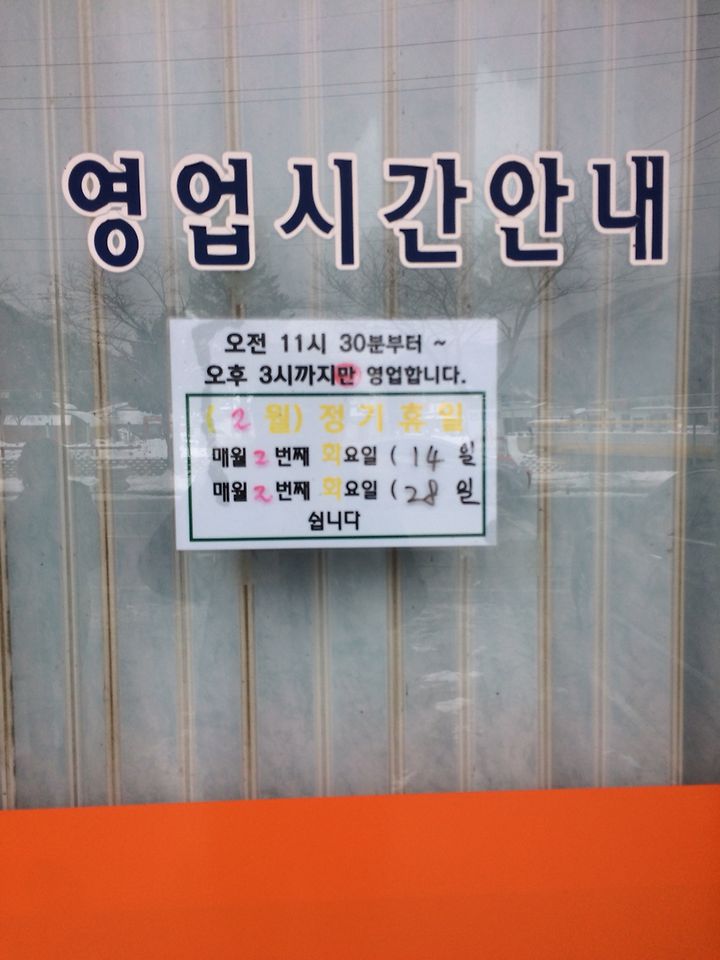 영업시간안내
오전 11시 30분부터 ~
오후 3시까지만 영업합니다.
( 2 월) 정기휴일
매월 2 번째 화요일 ( 14 일
매월 2 번째 화요일 ( 28 일
쉽니다